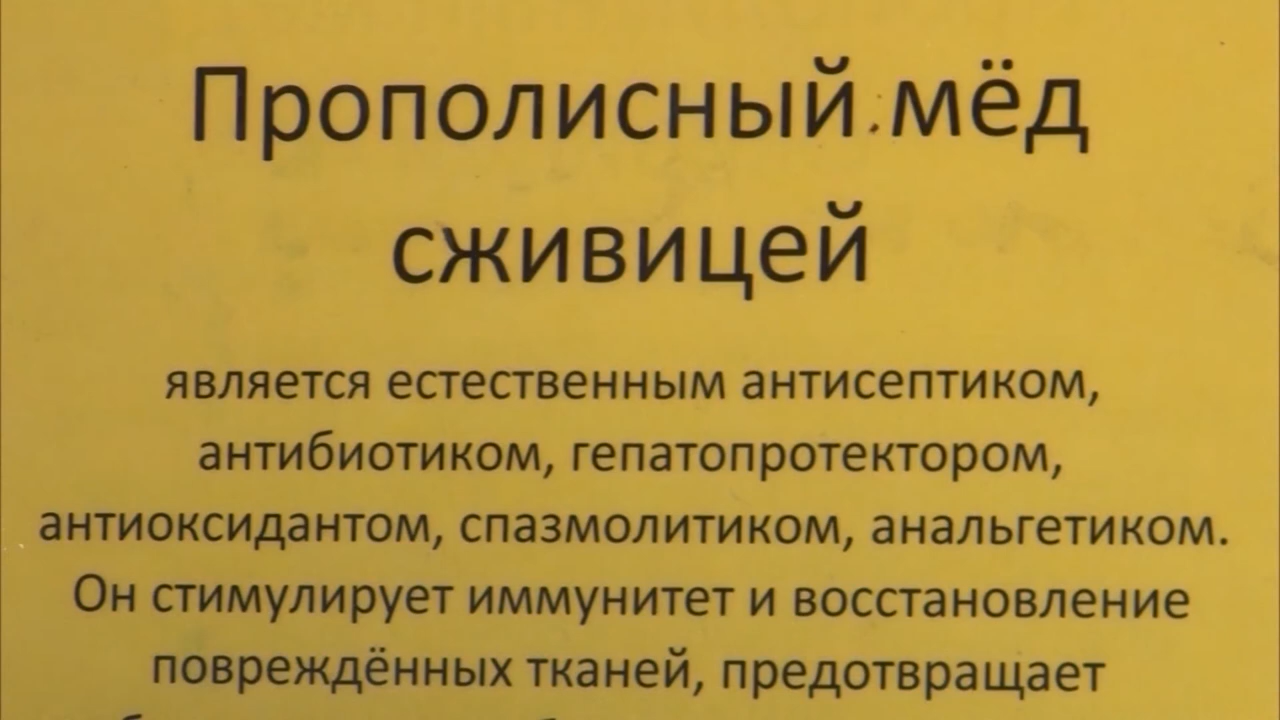 Прополисный мёд
сживицей
является естественным антисептиком,
антибиотиком, гепатопротектором,
антиоксидантом, спазмолитиком, анальгетиком.
Он стимулирует иммунитет и восстановление
повреждённых тканей, предотвращает